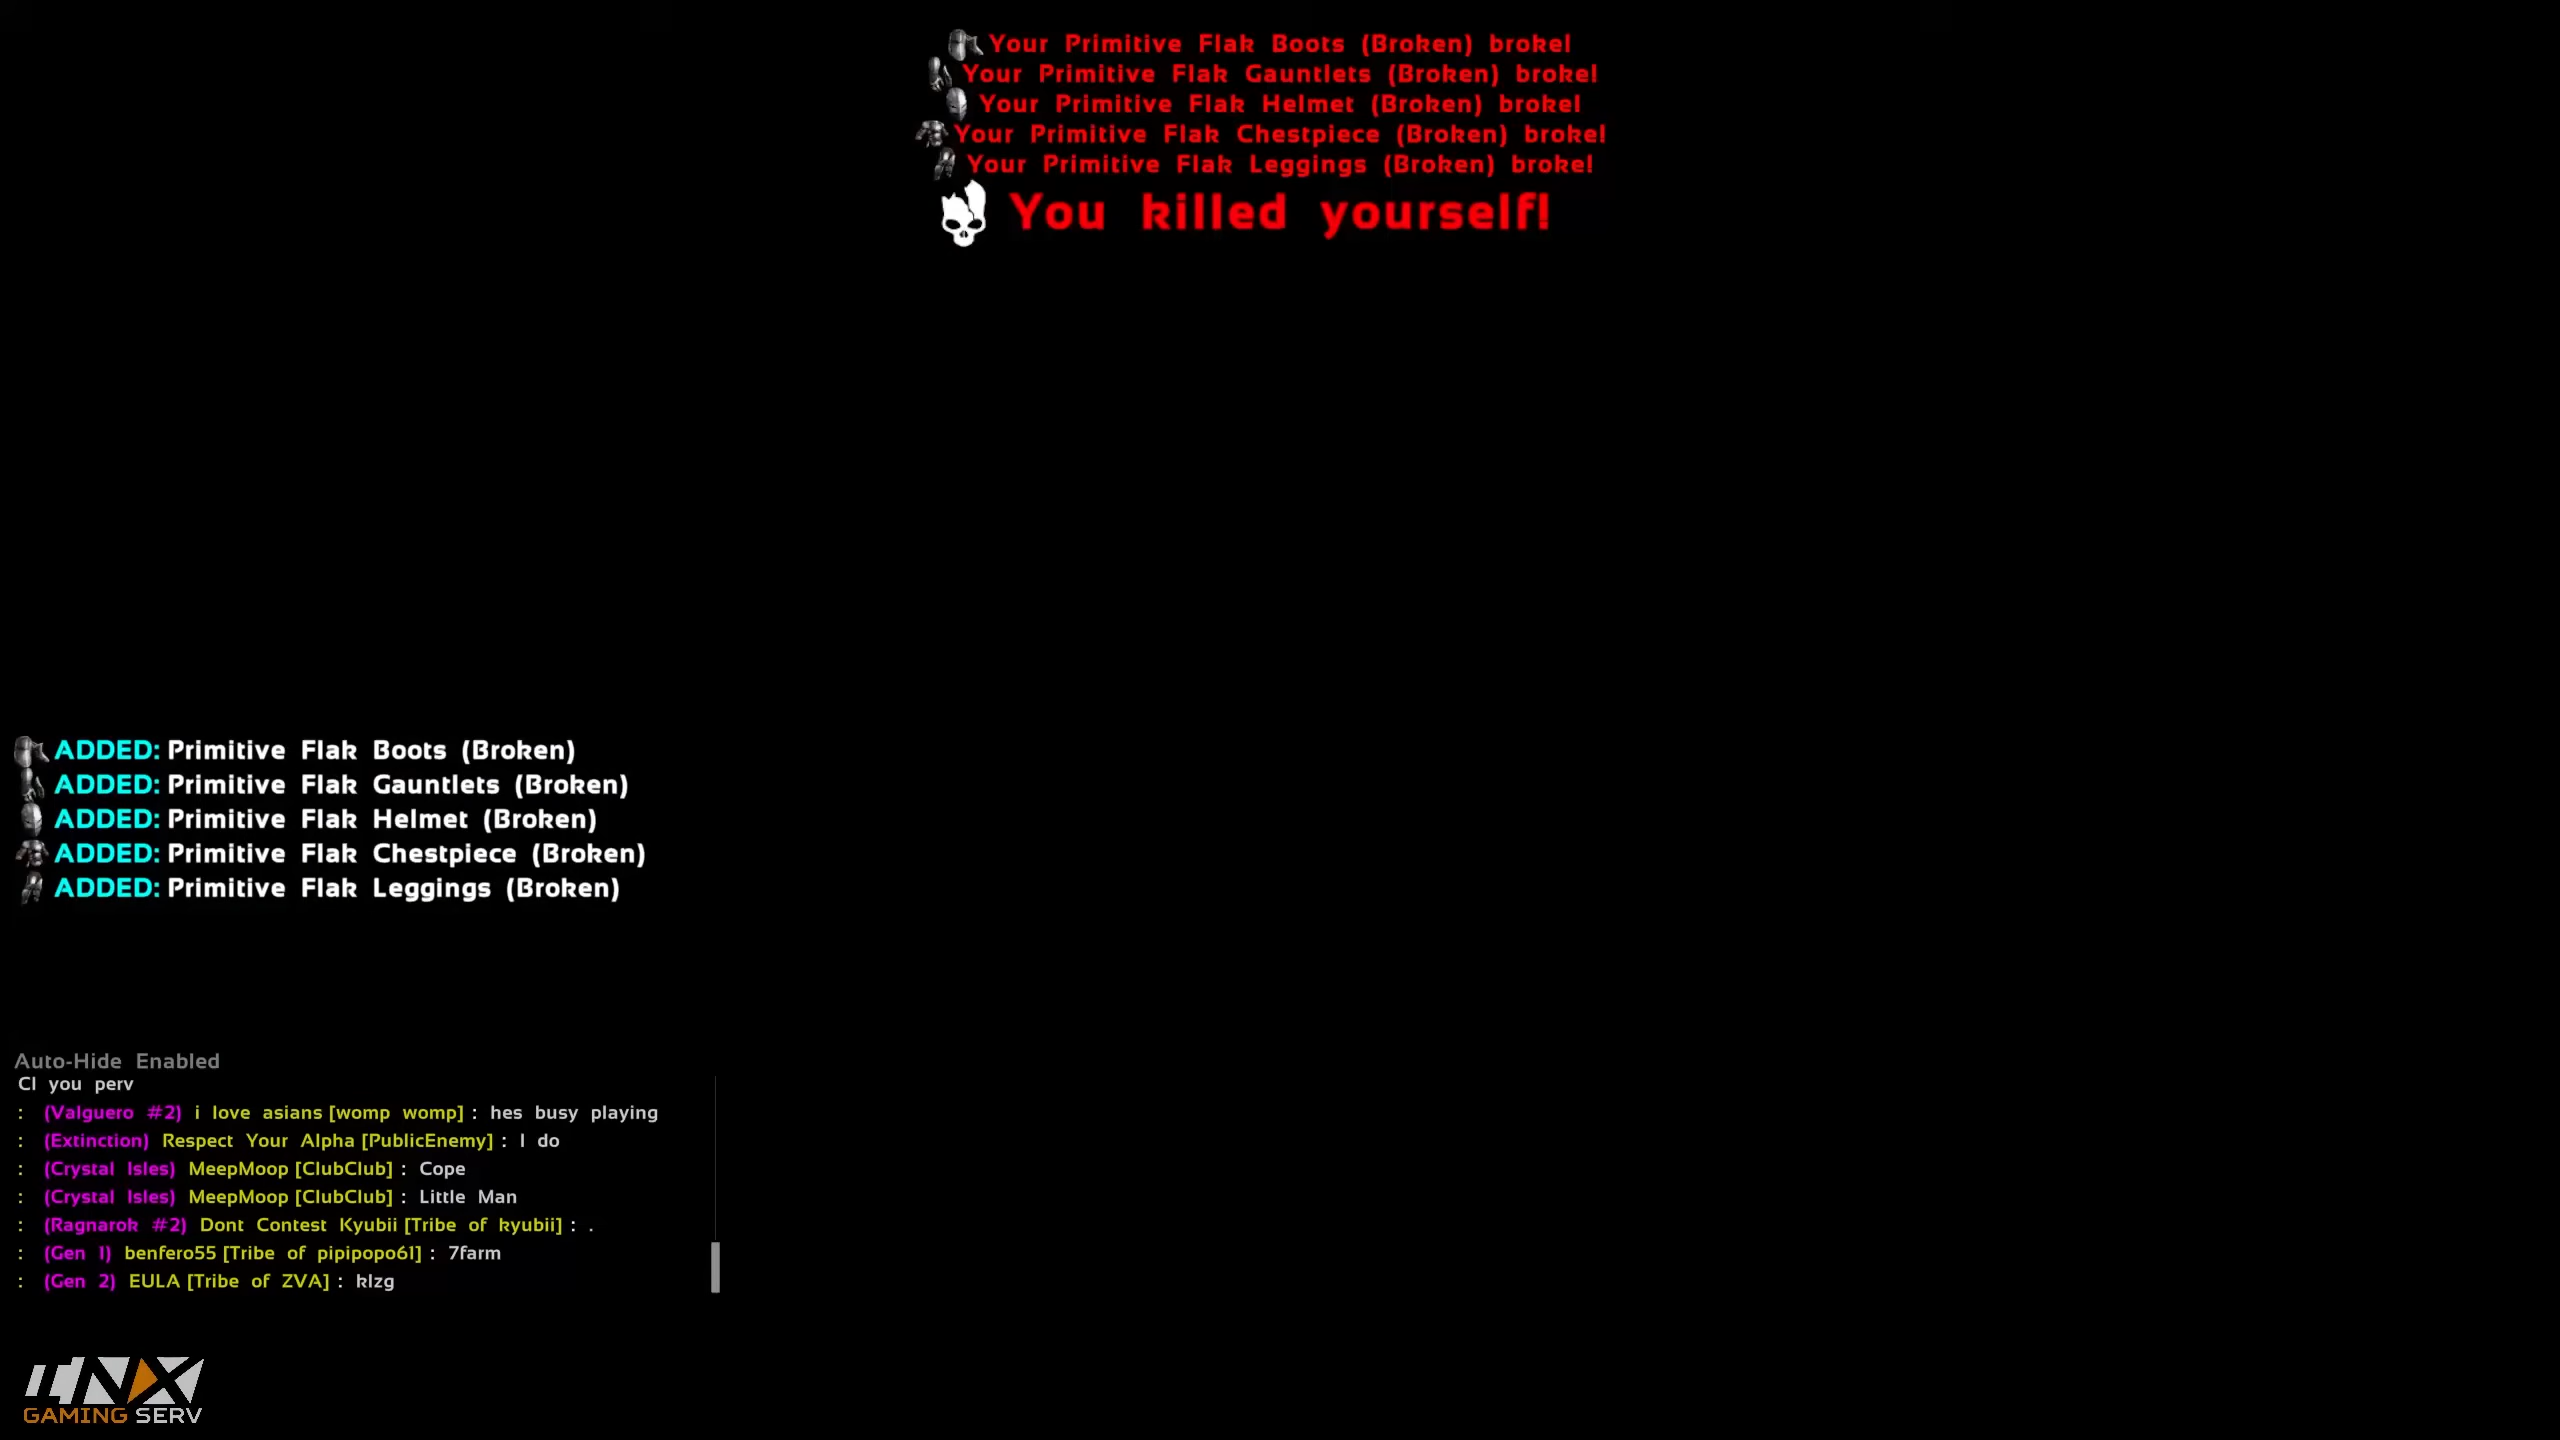 Your Primitive Flak Boots (Broken) broke!
Your Primitive Flak Gauntlets (Broken) broke!
Your Primitive Flak Helmet (Broken) broke!
Your Primitive Flak Chestpiece (Broken) broke!
Your Primitive Flak Leggings (Broken) broke!
You killed yourself!
ADDED: Primitive Flak Boots (Broken)
ADDED: Primitive Flak Gauntlets (Broken)
ADDED: Primitive Flak Helmet (Broken)
ADDED: Primitive Flak Chestpiece (Broken)
ADDED: Primitive Flak Leggings (Broken)
Auto-Hide Enabled
CI you perv
: (Valguero #2) i love asians [womp womp] : hes busy playing
: (Extinction) Respect Your Alpha [PublicEnemy] : I do
: (Crystal Isles) MeepMoop [ClubClub] : Cope
: (Crystal Isles) MeepMoop [ClubClub] : Little Man
: (Ragnarok #2) Dont Contest Kyubii [Tribe of kyubii] : .
: (Gen 1) benfero55 [Tribe of pipipopo61] : 7farm
: (Gen 2) EULA [Tribe of ZVA] : klzg
GAMING SERV